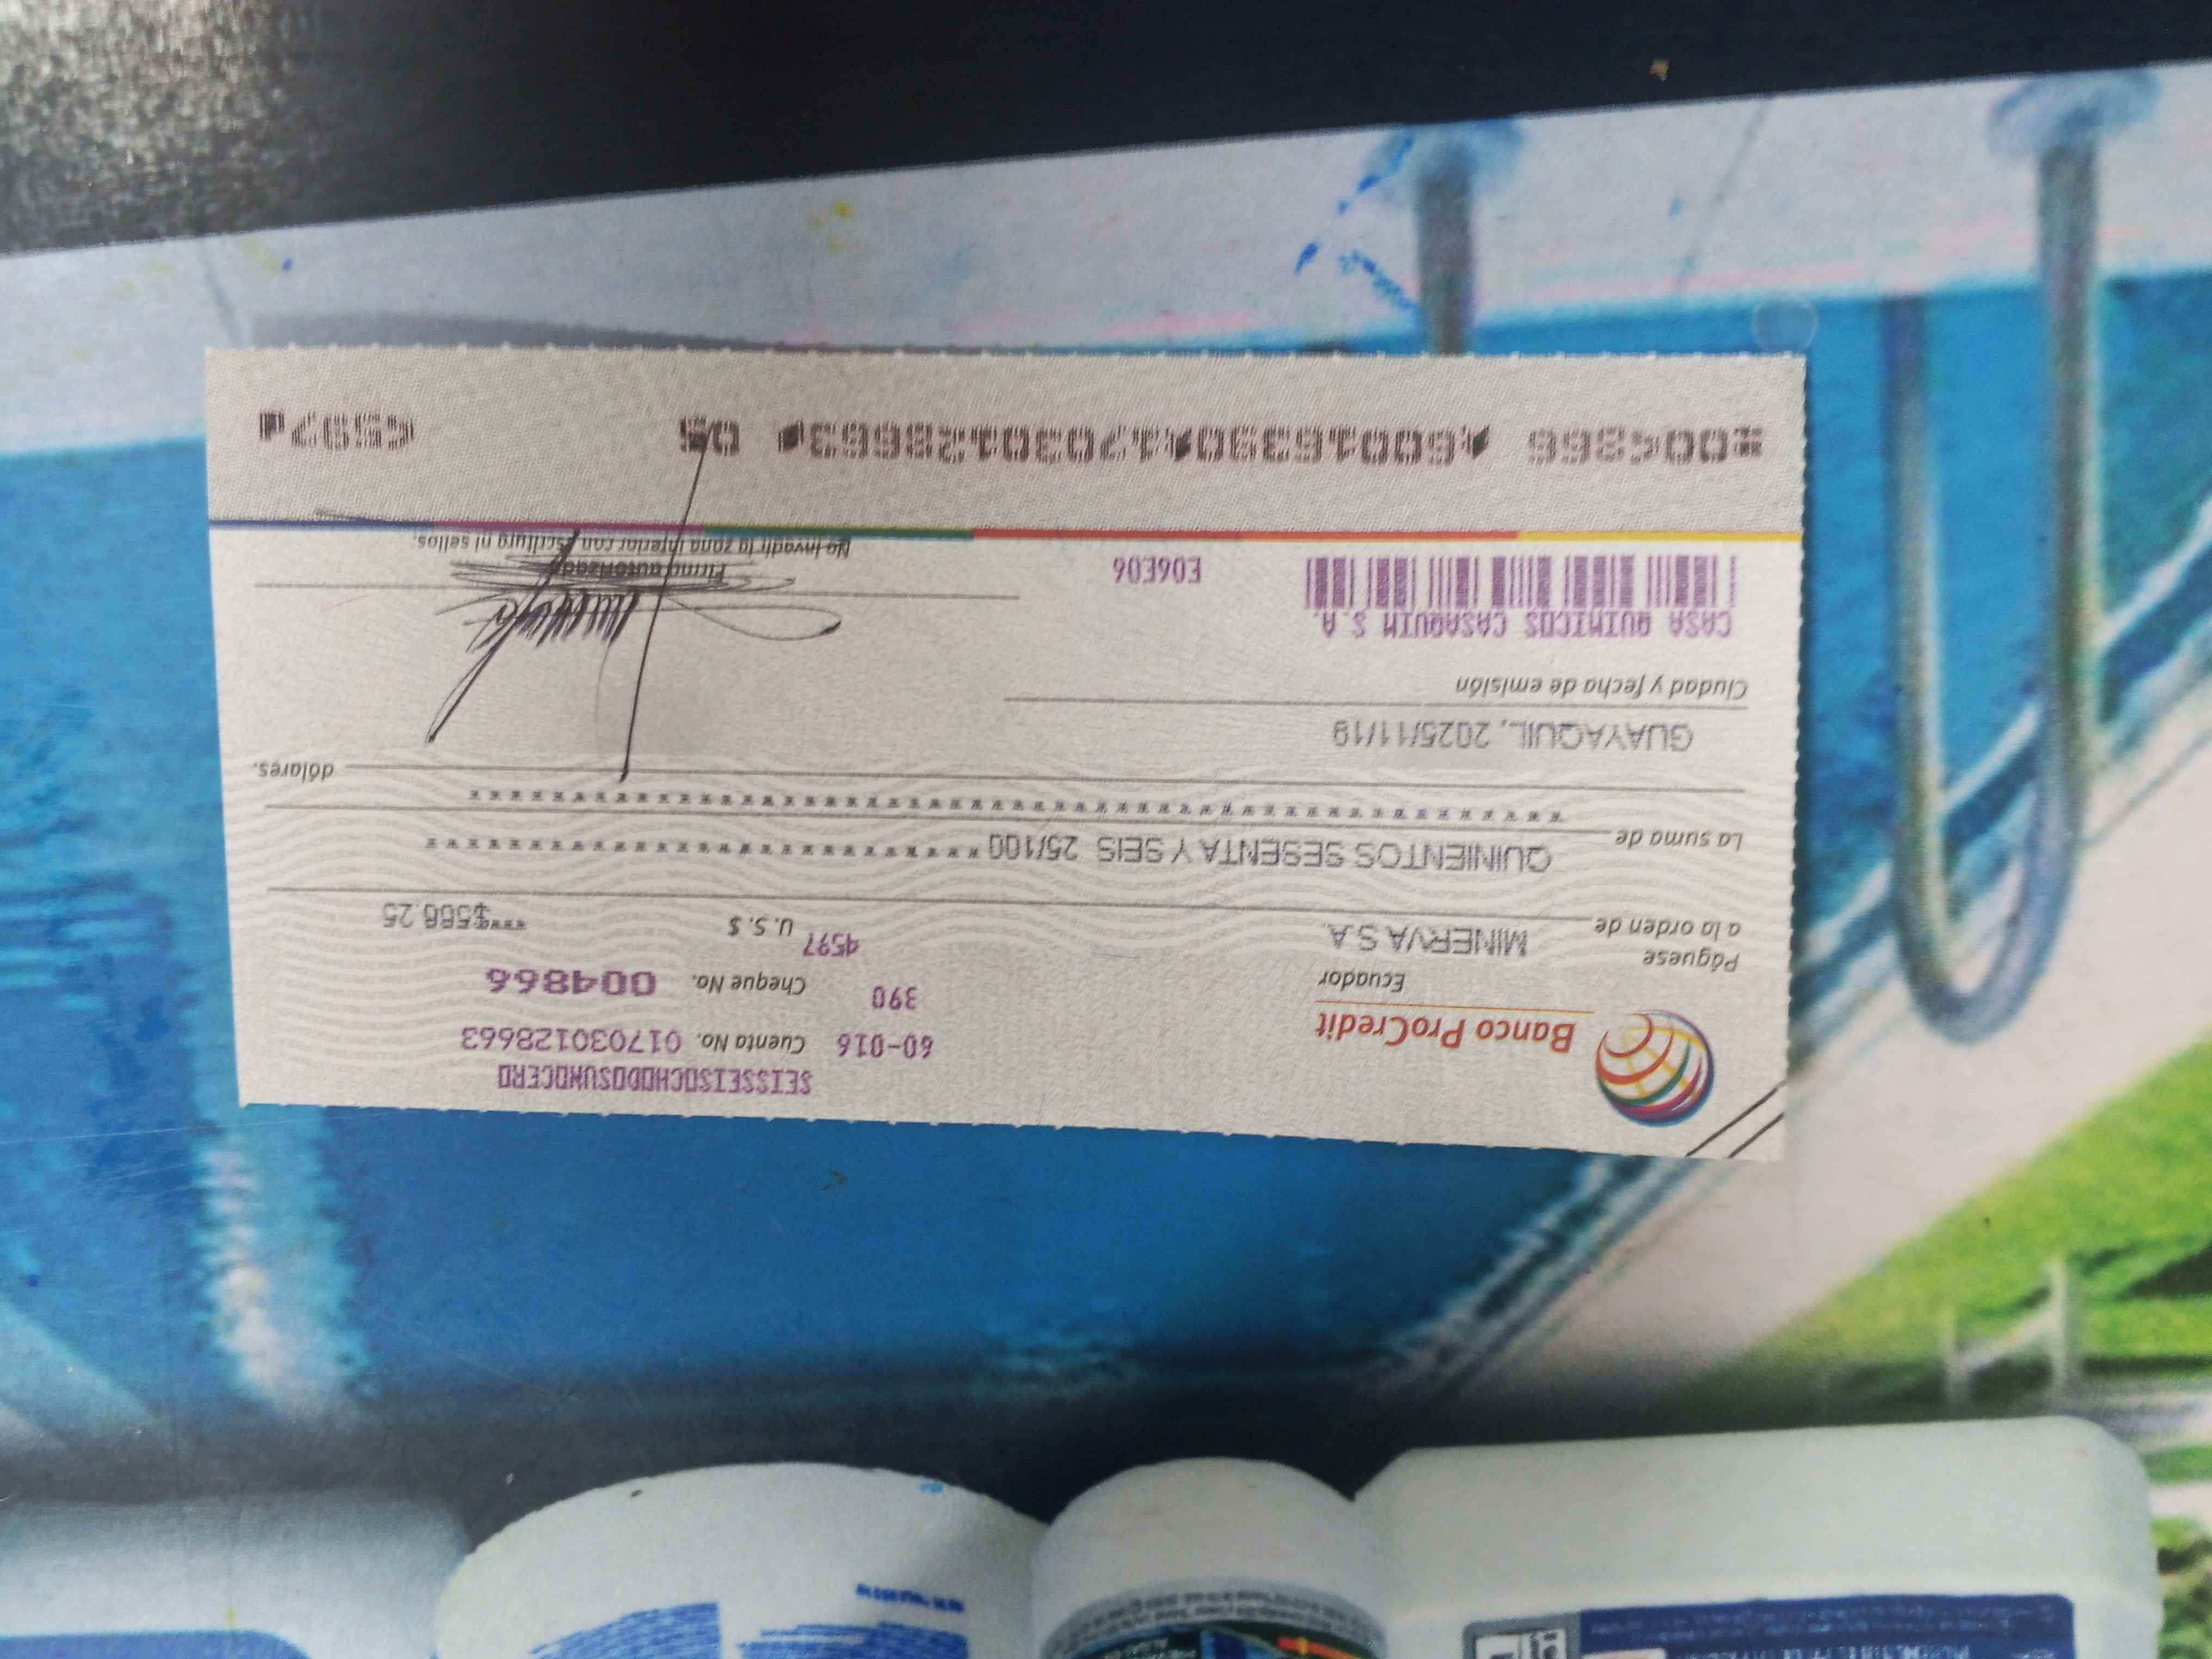 SEISSEISOCHODOSUNOCERO
Banco ProCredit
Ecuador
60-016 Cuenta No. 017030128663
390 Cheque No. 004866
4597
Páguese
a la orden de MINERVA S.A. U.S.$ ***$566.25
La suma de QUINIENTOS SESENTA Y SEIS 25/100 **************************
****************************************************
dólares.
GUAYAQUIL, 2025/11/19
Ciudad y fecha de emisión
CASA QUIMICOS CASAQUIM S.A.
E06E06
Firma autorizada
No invadir la zona inferior con escritura ni sellos.